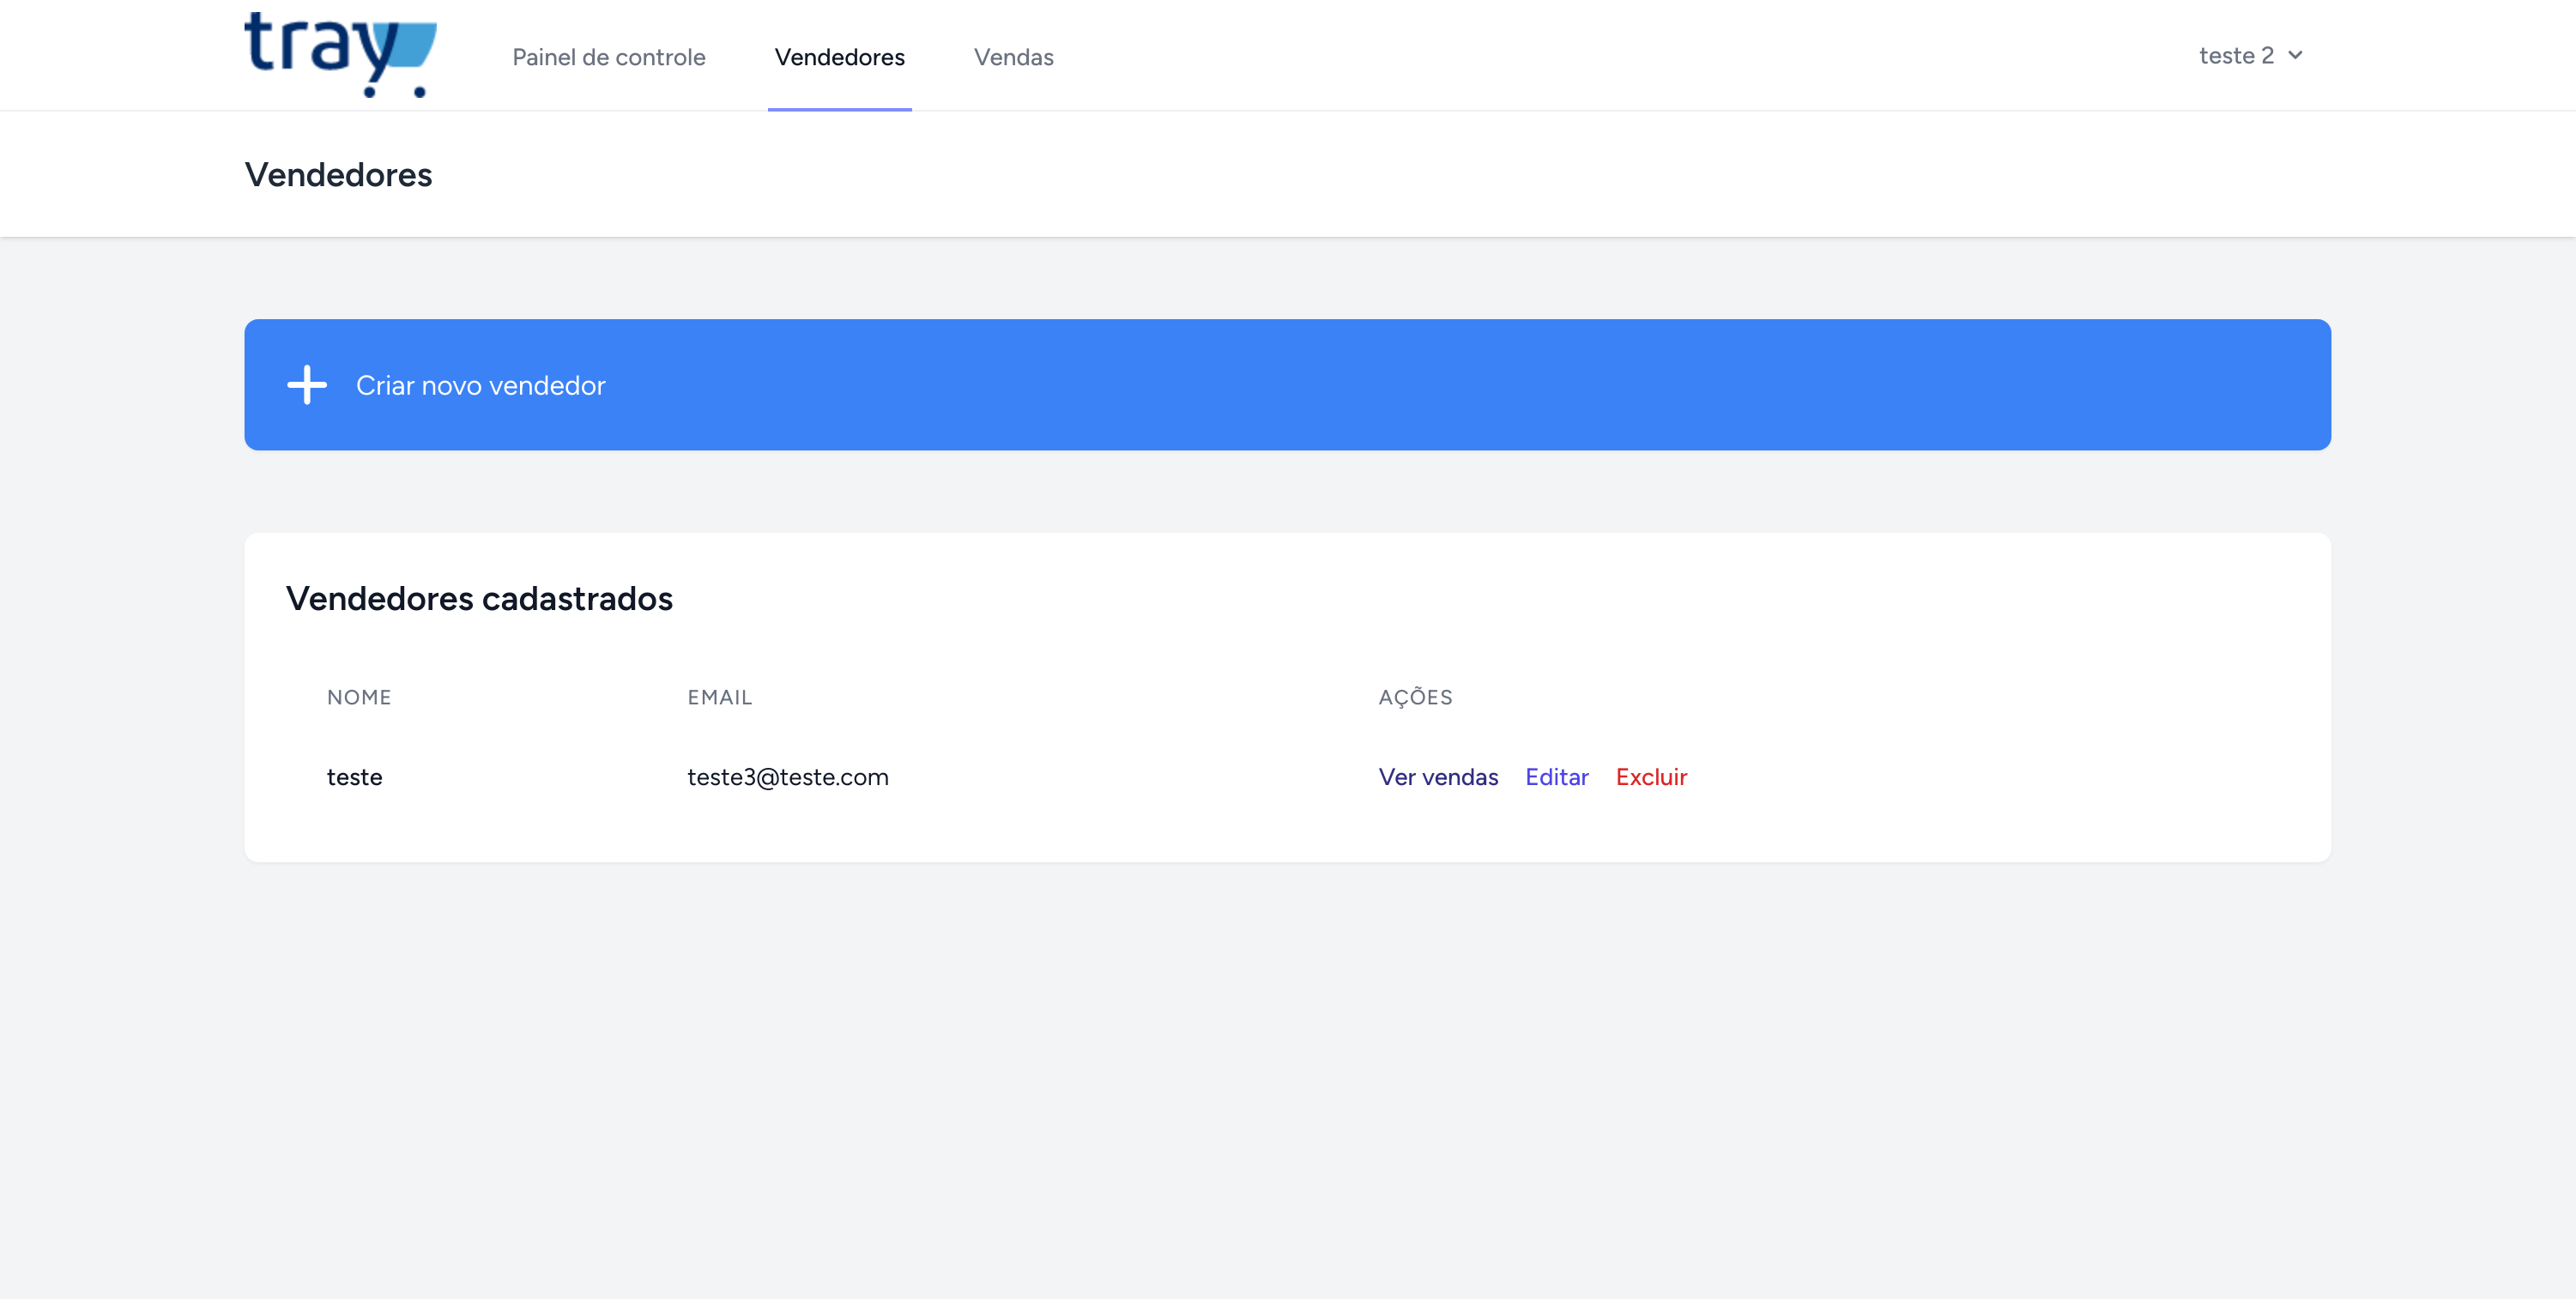 tray Painel de controle Vendedores Vendas teste 2
Vendedores
Criar novo vendedor
Vendedores cadastrados
NOME EMAIL AÇÕES
teste teste3@teste.com Ver vendas Editar Excluir